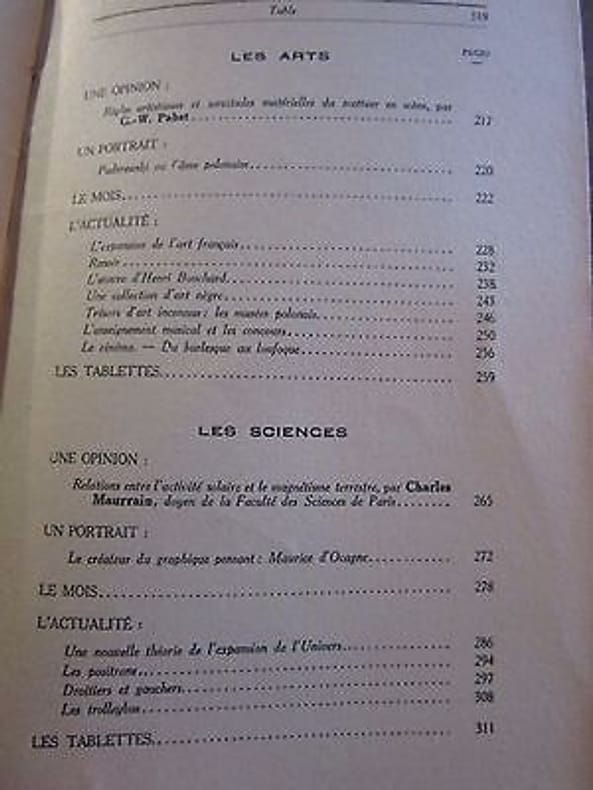 Table 319
LES ARTS PAGES
UNE OPINION :
Règles artistiques et servitudes matérielles du metteur en scène, par
G.-W. Pabst 217
UN PORTRAIT :
Paderewski ou l'âme polonaise 220
LE MOIS 222
L'ACTUALITÉ :
L'expansion de l'art français 228
Renoir 232
L'œuvre d'Henri Bouchard 238
Une collection d'art nègre 243
Trésors d'art inconnus : les musées polonais 246
L'enseignement musical et les concours 250
Le cinéma. — Du burlesque au loufoque 256
LES TABLETTES 259
LES SCIENCES
UNE OPINION :
Relations entre l'activité solaire et le magnétisme terrestre, par Charles
Maurrain, doyen de la Faculté des Sciences de Paris 265
UN PORTRAIT :
Le créateur du graphique pensant : Maurice d'Ocagne 272
LE MOIS 278
L'ACTUALITÉ :
Une nouvelle théorie de l'expansion de l'Univers 286
Les positrons 294
Droitiers et gauchers 297
Les trolleybus 308
LES TABLETTES 311